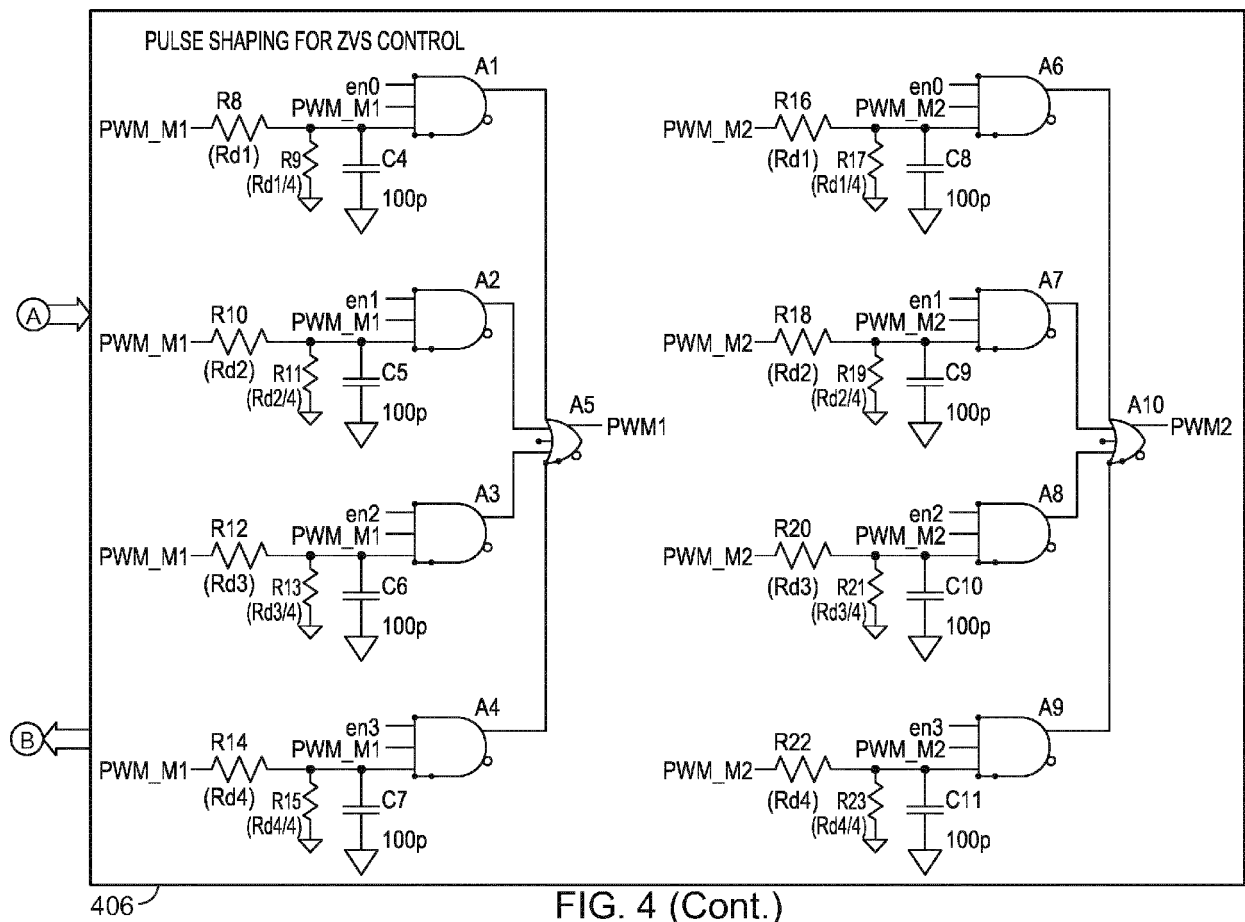 PULSE SHAPING FOR ZVS CONTROL
A1
en0
PWM_M1
PWM_M1
R8
(Rd1)
R9
(Rd1/4)
C4
100p
A2
en1
PWM_M1
PWM_M1
R10
(Rd2)
R11
(Rd2/4)
C5
100p
A5
PWM1
A3
en2
PWM_M1
PWM_M1
R12
(Rd3)
R13
(Rd3/4)
C6
100p
A4
en3
PWM_M1
PWM_M1
R14
(Rd4)
R15
(Rd4/4)
C7
100p
A6
en0
PWM_M2
PWM_M2
R16
(Rd1)
R17
(Rd1/4)
C8
100p
A7
en1
PWM_M2
PWM_M2
R18
(Rd2)
R19
(Rd2/4)
C9
100p
A10
PWM2
A8
en2
PWM_M2
PWM_M2
R20
(Rd3)
R21
(Rd3/4)
C10
100p
A9
en3
PWM_M2
PWM_M2
R22
(Rd4)
R23
(Rd4/4)
C11
100p
A
B
406
FIG. 4 (Cont.)